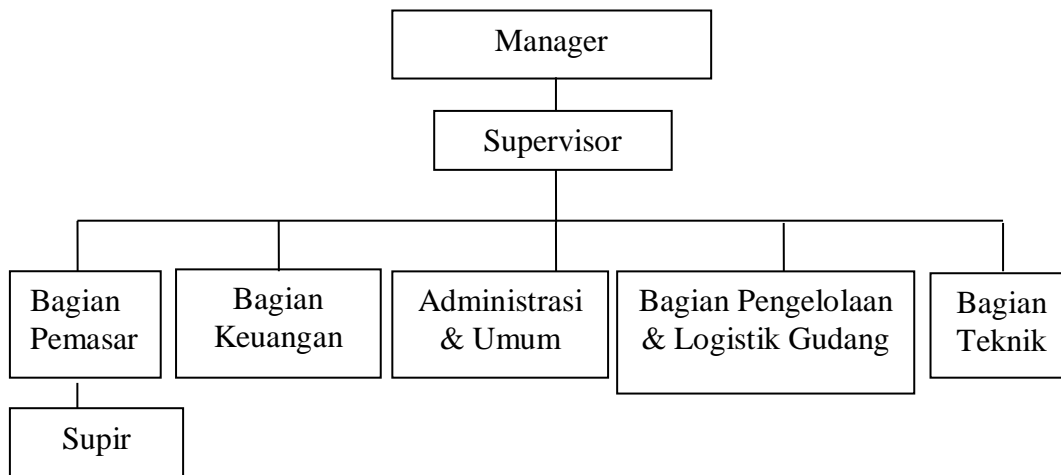 Manager
Supervisor
Bagian
Pemasar
Bagian
Keuangan
Administrasi
& Umum
Bagian Pengelolaan
& Logistik Gudang
Bagian
Teknik
Supir